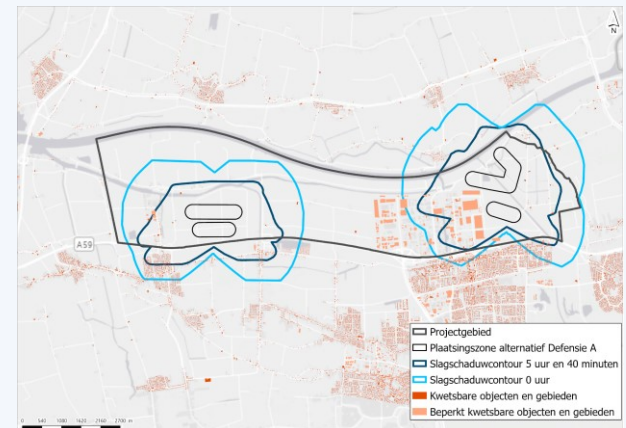 N
A59
Projectgebied
Plaatsingszone alternatief Defensie A
Slagschaduwcontour 5 uur en 40 minuten
Slagschaduwcontour 0 uur
Kwetsbare objecten en gebieden
Beperkt kwetsbare objecten en gebieden